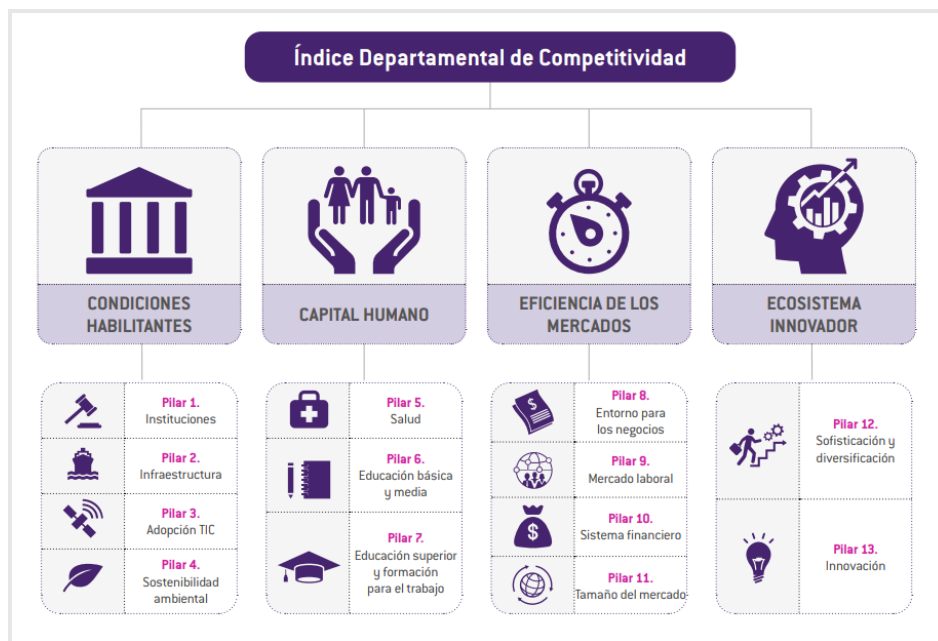 Índice Departamental de Competitividad
CONDICIONES
HABILITANTES
CAPITAL HUMANO
EFICIENCIA DE LOS
MERCADOS
ECOSISTEMA
INNOVADOR
Pilar 1.
Instituciones
Pilar 2.
Infraestructura
Pilar 3.
Adopción TIC
Pilar 4.
Sostenibilidad
ambiental
Pilar 5.
Salud
Pilar 6.
Educación básica
y media
Pilar 7.
Educación superior
y formación
para el trabajo
Pilar 8.
Entorno para
los negocios
Pilar 9.
Mercado laboral
Pilar 10.
Sistema financiero
Pilar 11.
Tamaño del mercado
Pilar 12.
Sofisticación y
diversificación
Pilar 13.
Innovación